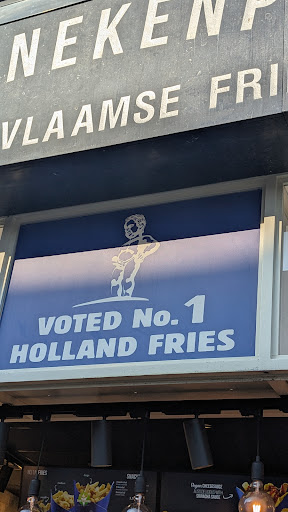 NEKENP
VLAAMSE FRI
VOTED No. 1
HOLLAND FRIES